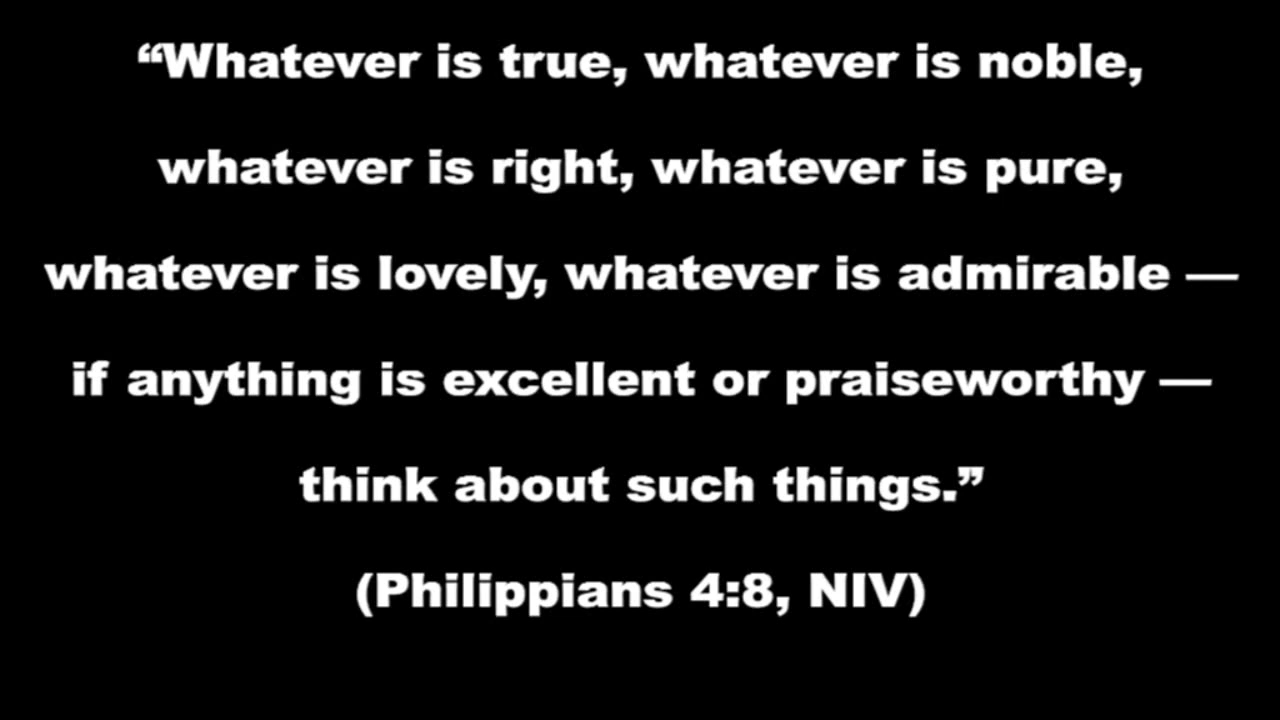 “Whatever is true, whatever is noble,
whatever is right, whatever is pure,
whatever is lovely, whatever is admirable —
if anything is excellent or praiseworthy —
think about such things.”
(Philippians 4:8, NIV)